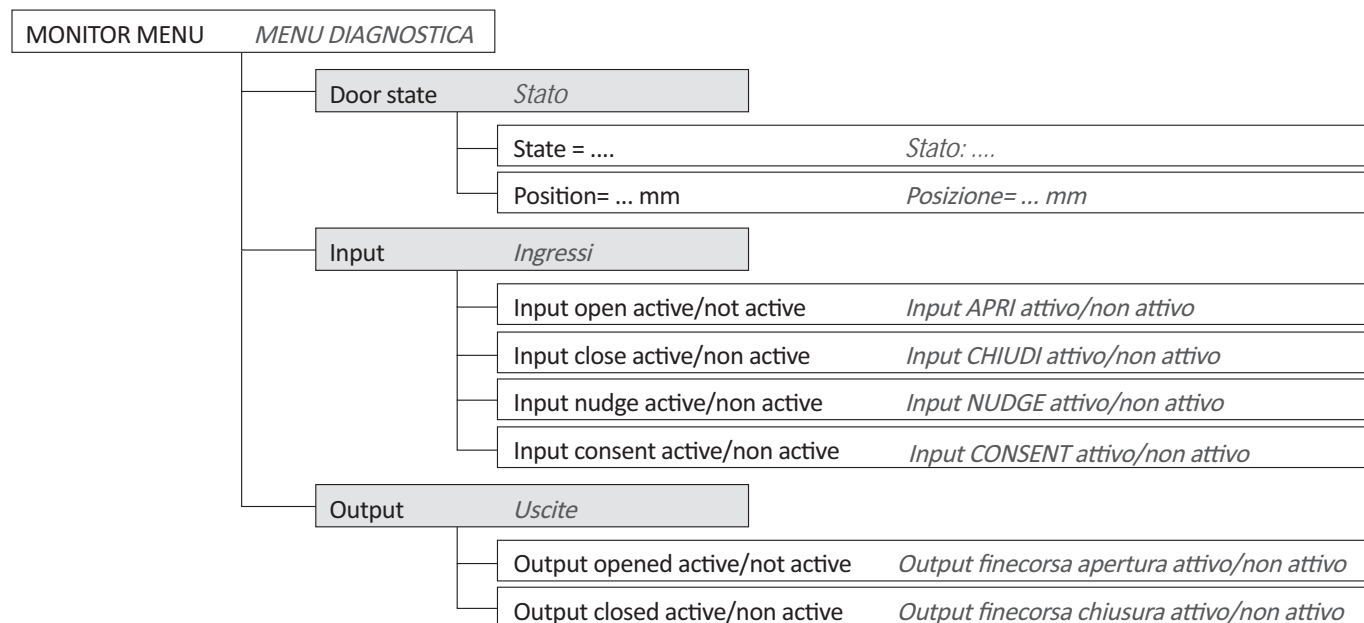 MONITOR MENU MENU DIAGNOSTICA
Door state Stato
State = .... Stato: ....
Position= ... mm Posizione= ... mm
Input Ingressi
Input open active/not active Input APRI attivo/non attivo
Input close active/non active Input CHIUDI attivo/non attivo
Input nudge active/non active Input NUDGE attivo/non attivo
Input consent active/non active Input CONSENT attivo/non attivo
Output Uscite
Output opened active/not active Output finecorsa apertura attivo/non attivo
Output closed active/non active Output finecorsa chiusura attivo/non attivo